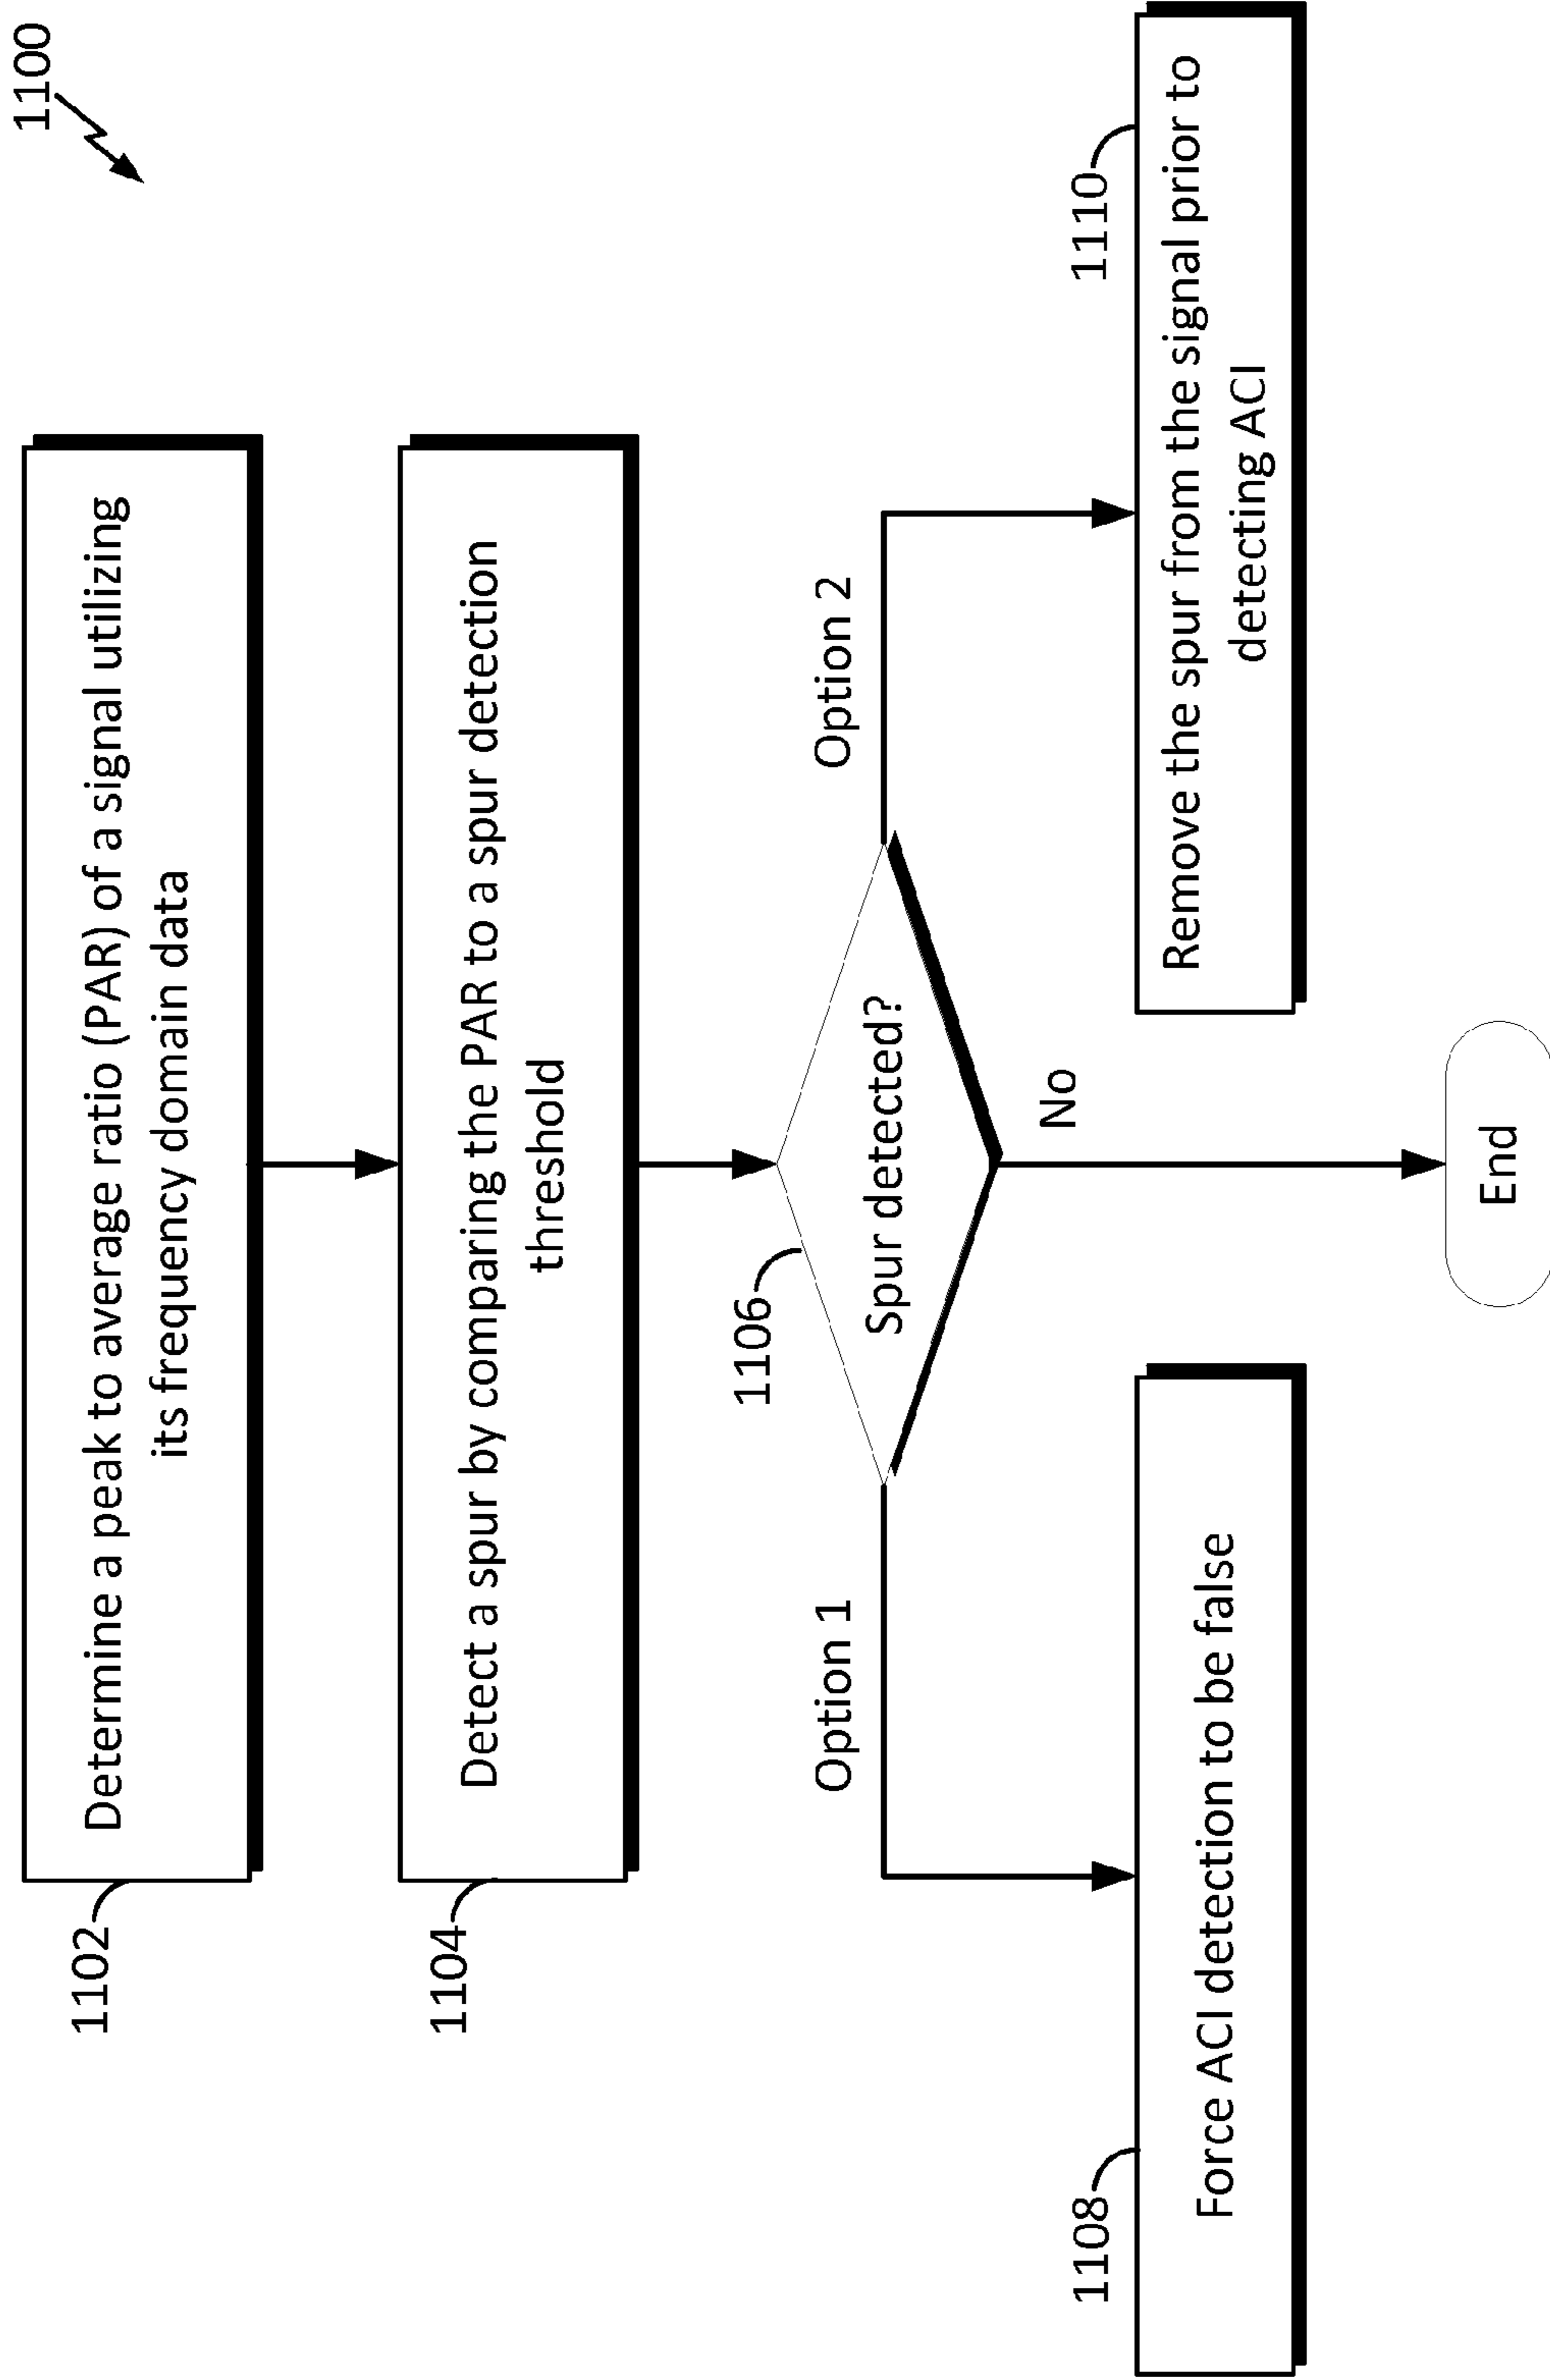 1100
1102
Determine a peak to average ratio (PAR) of a signal utilizing
its frequency domain data
1104
Detect a spur by comparing the PAR to a spur detection
threshold
1106
Spur detected?
Option 1
Option 2
No
1108
Force ACI detection to be false
1110
Remove the spur from the signal prior to
detecting ACI
End